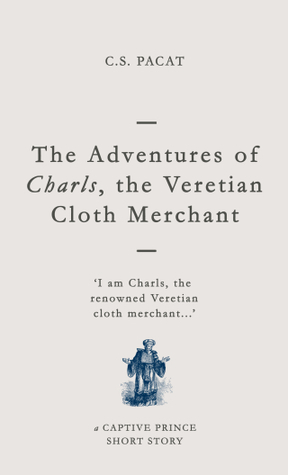 C.S. PACAT
The Adventures of
Charls, the Veretian
Cloth Merchant
‘I am Charls, the
renowned Veretian
cloth merchant...’
a CAPTIVE PRINCE
SHORT STORY